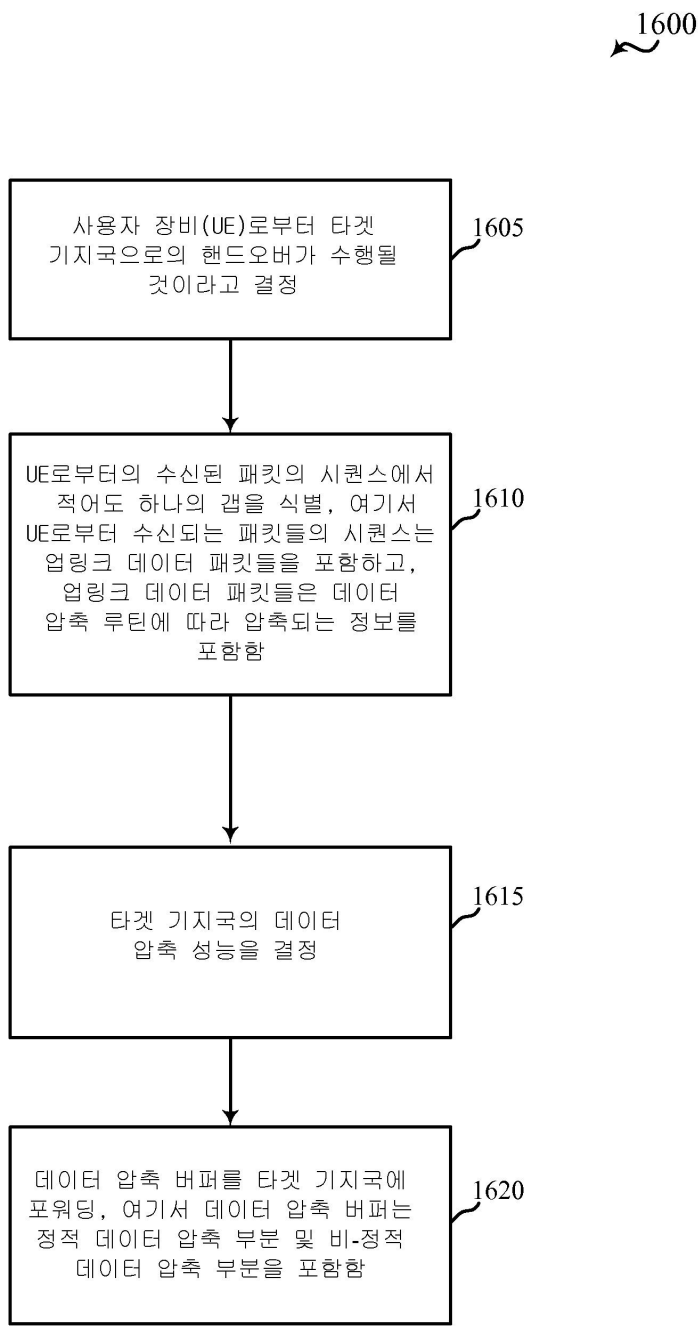 1600
사용자 장비(UE)로부터 타겟
기지국으로의 핸드오버가 수행될
것이라고 결정
1605
UE로부터의 수신된 패킷의 시퀀스에서
적어도 하나의 갭을 식별, 여기서
UE로부터 수신되는 패킷들의 시퀀스는
업링크 데이터 패킷들을 포함하고,
업링크 데이터 패킷들은 데이터
압축 루틴에 따라 압축되는 정보를
포함함
1610
타겟 기지국의 데이터
압축 성능을 결정
1615
데이터 압축 버퍼를 타겟 기지국에
포워딩, 여기서 데이터 압축 버퍼는
정적 데이터 압축 부분 및 비-정적
데이터 압축 부분을 포함함
1620